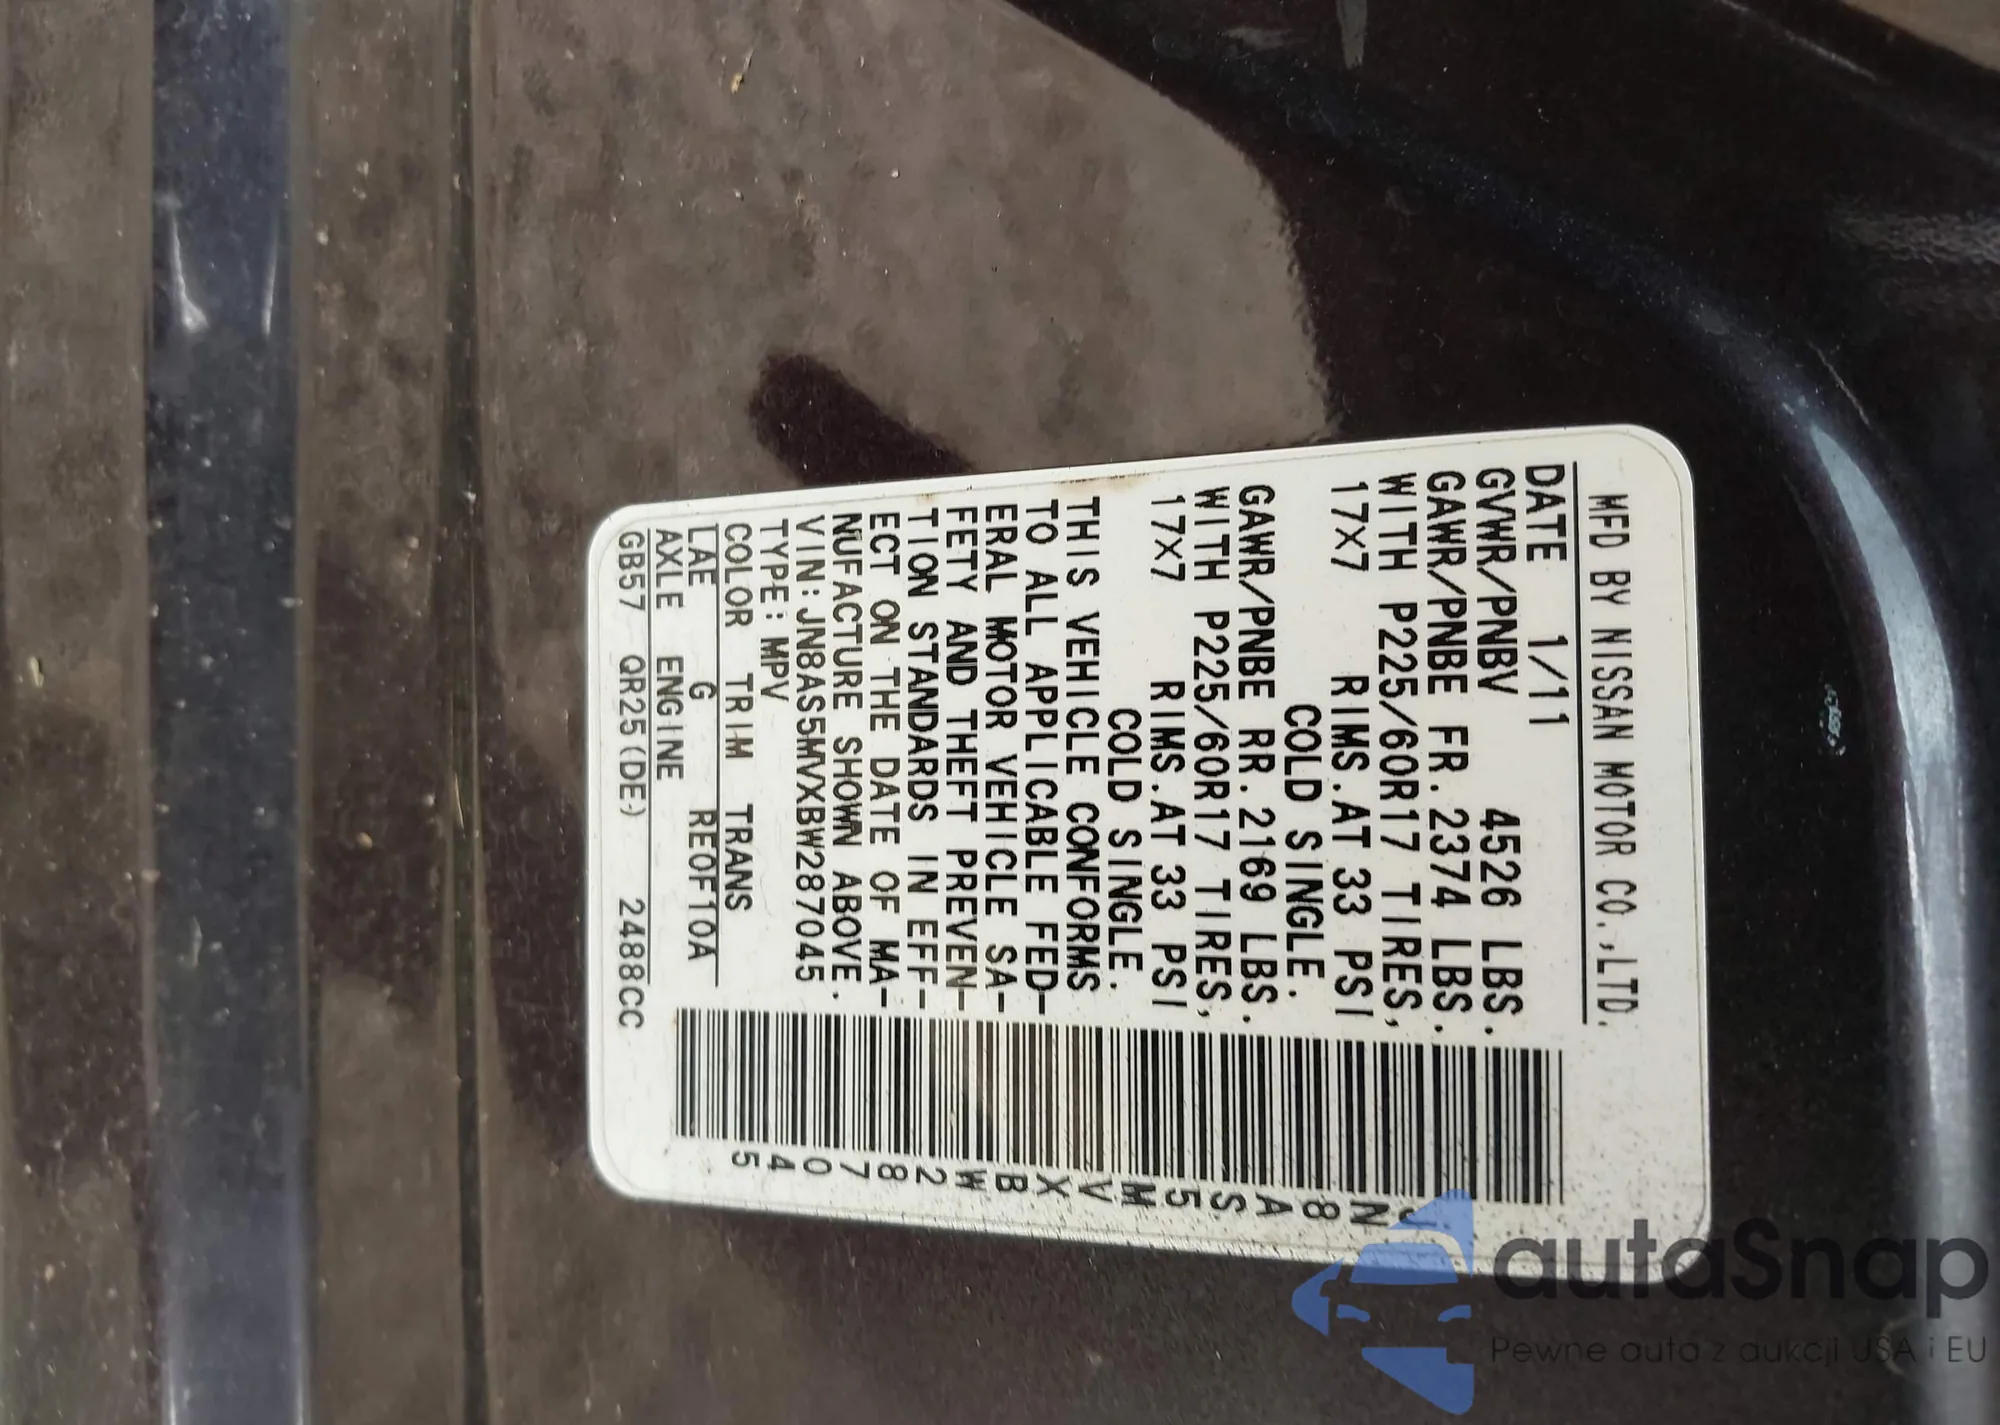 MFD BY NISSAN MOTOR CO.,LTD.
DATE 1/11
GVWR/PNBV 4526 LBS.
GAWR/PNBE FR.2374 LBS.
WITH P225/60R17 TIRES,
17X7 RIMS.AT 33 PSI
COLD SINGLE.
GAWR/PNBE RR.2169 LBS.
WITH P225/60R17 TIRES,
17X7 RIMS.AT 33 PSI
COLD SINGLE.
THIS VEHICLE CONFORMS
TO ALL APPLICABLE FED-
ERAL MOTOR VEHICLE SA-
FETY AND THEFT PREVEN-
TION STANDARDS IN EFF-
ECT ON THE DATE OF MA-
NUFACTURE SHOWN ABOVE.
VIN:JN8AS5MVXBW287045
TYPE:MPV
COLOR TRIM TRANS
LAE G RE0F10A
AXLE ENGINE
GB57 QR25(DE) 2488CC
JN8AS5MVXBW287045
autaSnap
Pewne auta z aukcji USA i EU